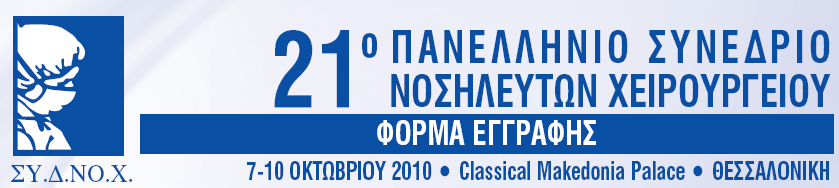 21ο ΠΑΝΕΛΛΗΝΙΟ ΣΥΝΕΔΡΙΟ
ΝΟΣΗΛΕΥΤΩΝ ΧΕΙΡΟΥΡΓΕΙΟΥ
ΦΟΡΜΑ ΕΓΓΡΑΦΗΣ
ΣΥ.Δ.ΝΟ.Χ.
7-10 ΟΚΤΩΒΡΙΟΥ 2010 • Classical Makedonia Palace • ΘΕΣΣΑΛΟΝΙΚΗ